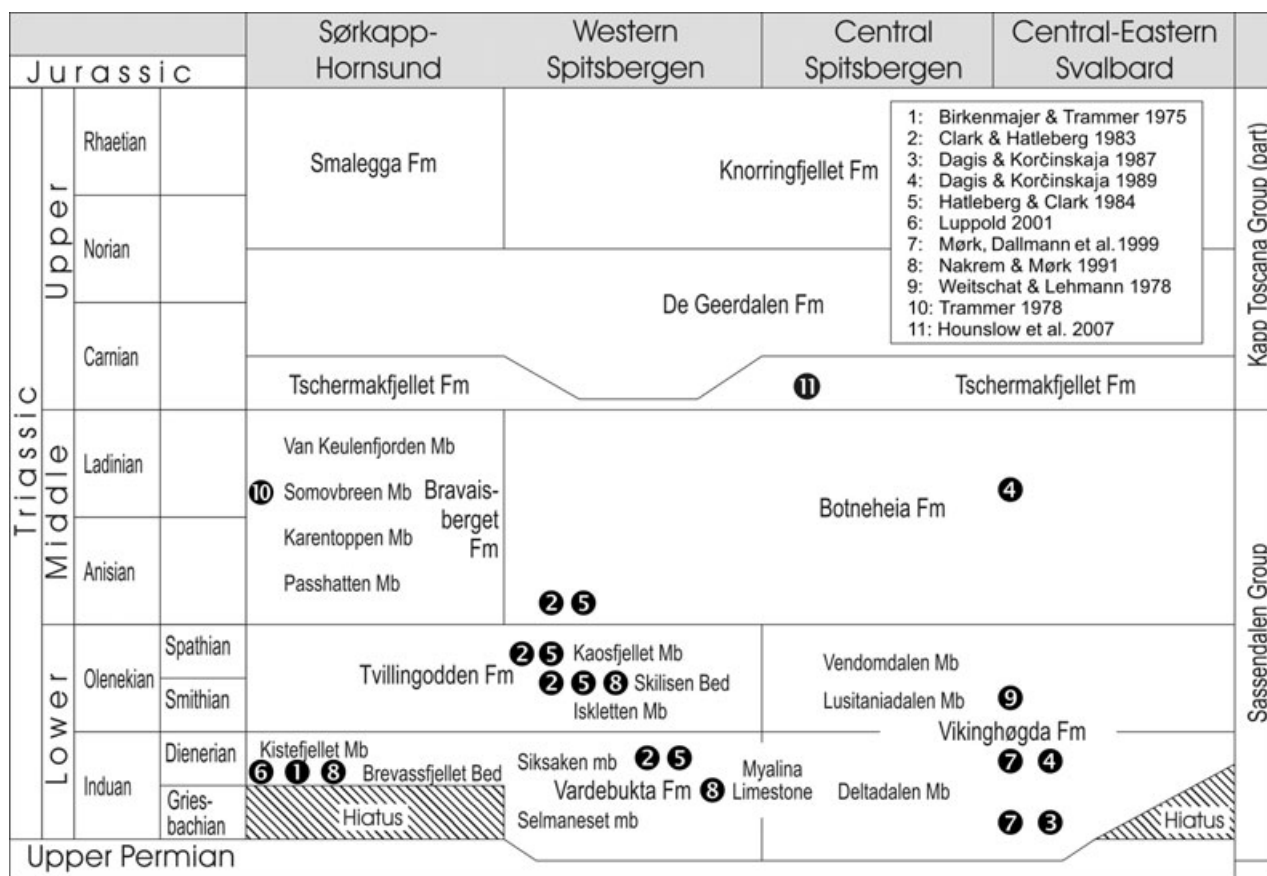 Sørkapp-
Hornsund
Western
Spitsbergen
Central
Spitsbergen
Central-Eastern
Svalbard
Jurassic
Triassic
Upper
Middle
Lower
Rhaetian
Norian
Carnian
Ladinian
Anisian
Olenekian
Spathian
Smithian
Induan
Dienerian
Gries-
bachian
Upper Permian
Smalegga Fm
Knorringfjellet Fm
1: Birkenmajer & Trammer 1975
2: Clark & Hatleberg 1983
3: Dagis & Korčinskaja 1987
4: Dagis & Korčinskaja 1989
5: Hatleberg & Clark 1984
6: Luppold 2001
7: Mørk, Dallmann et al.1999
8: Nakrem & Mørk 1991
9: Weitschat & Lehmann 1978
10: Trammer 1978
11: Hounslow et al. 2007
De Geerdalen Fm
Tschermakfjellet Fm
11
Tschermakfjellet Fm
Van Keulenfjorden Mb
10 Somovbreen Mb
Karentoppen Mb
Passhatten Mb
Bravais-
berget
Fm
Botneheia Fm
4
2 5
Tvillingodden Fm
2 5 Kaosfjellet Mb
2 5 8 Skilisen Bed
Iskletten Mb
Vendomdalen Mb
Lusitaniadalen Mb
9
Vikinghøgda Fm
Kistefjellet Mb
6 1 8 Brevassfjellet Bed
Hiatus
Siksaken mb 2 5
Vardebukta Fm 8
Selmaneset mb
Myalina
Limestone
Deltadalen Mb
7 4
7 3
Hiatus
Kapp Toscana Group (part)
Sassendalen Group